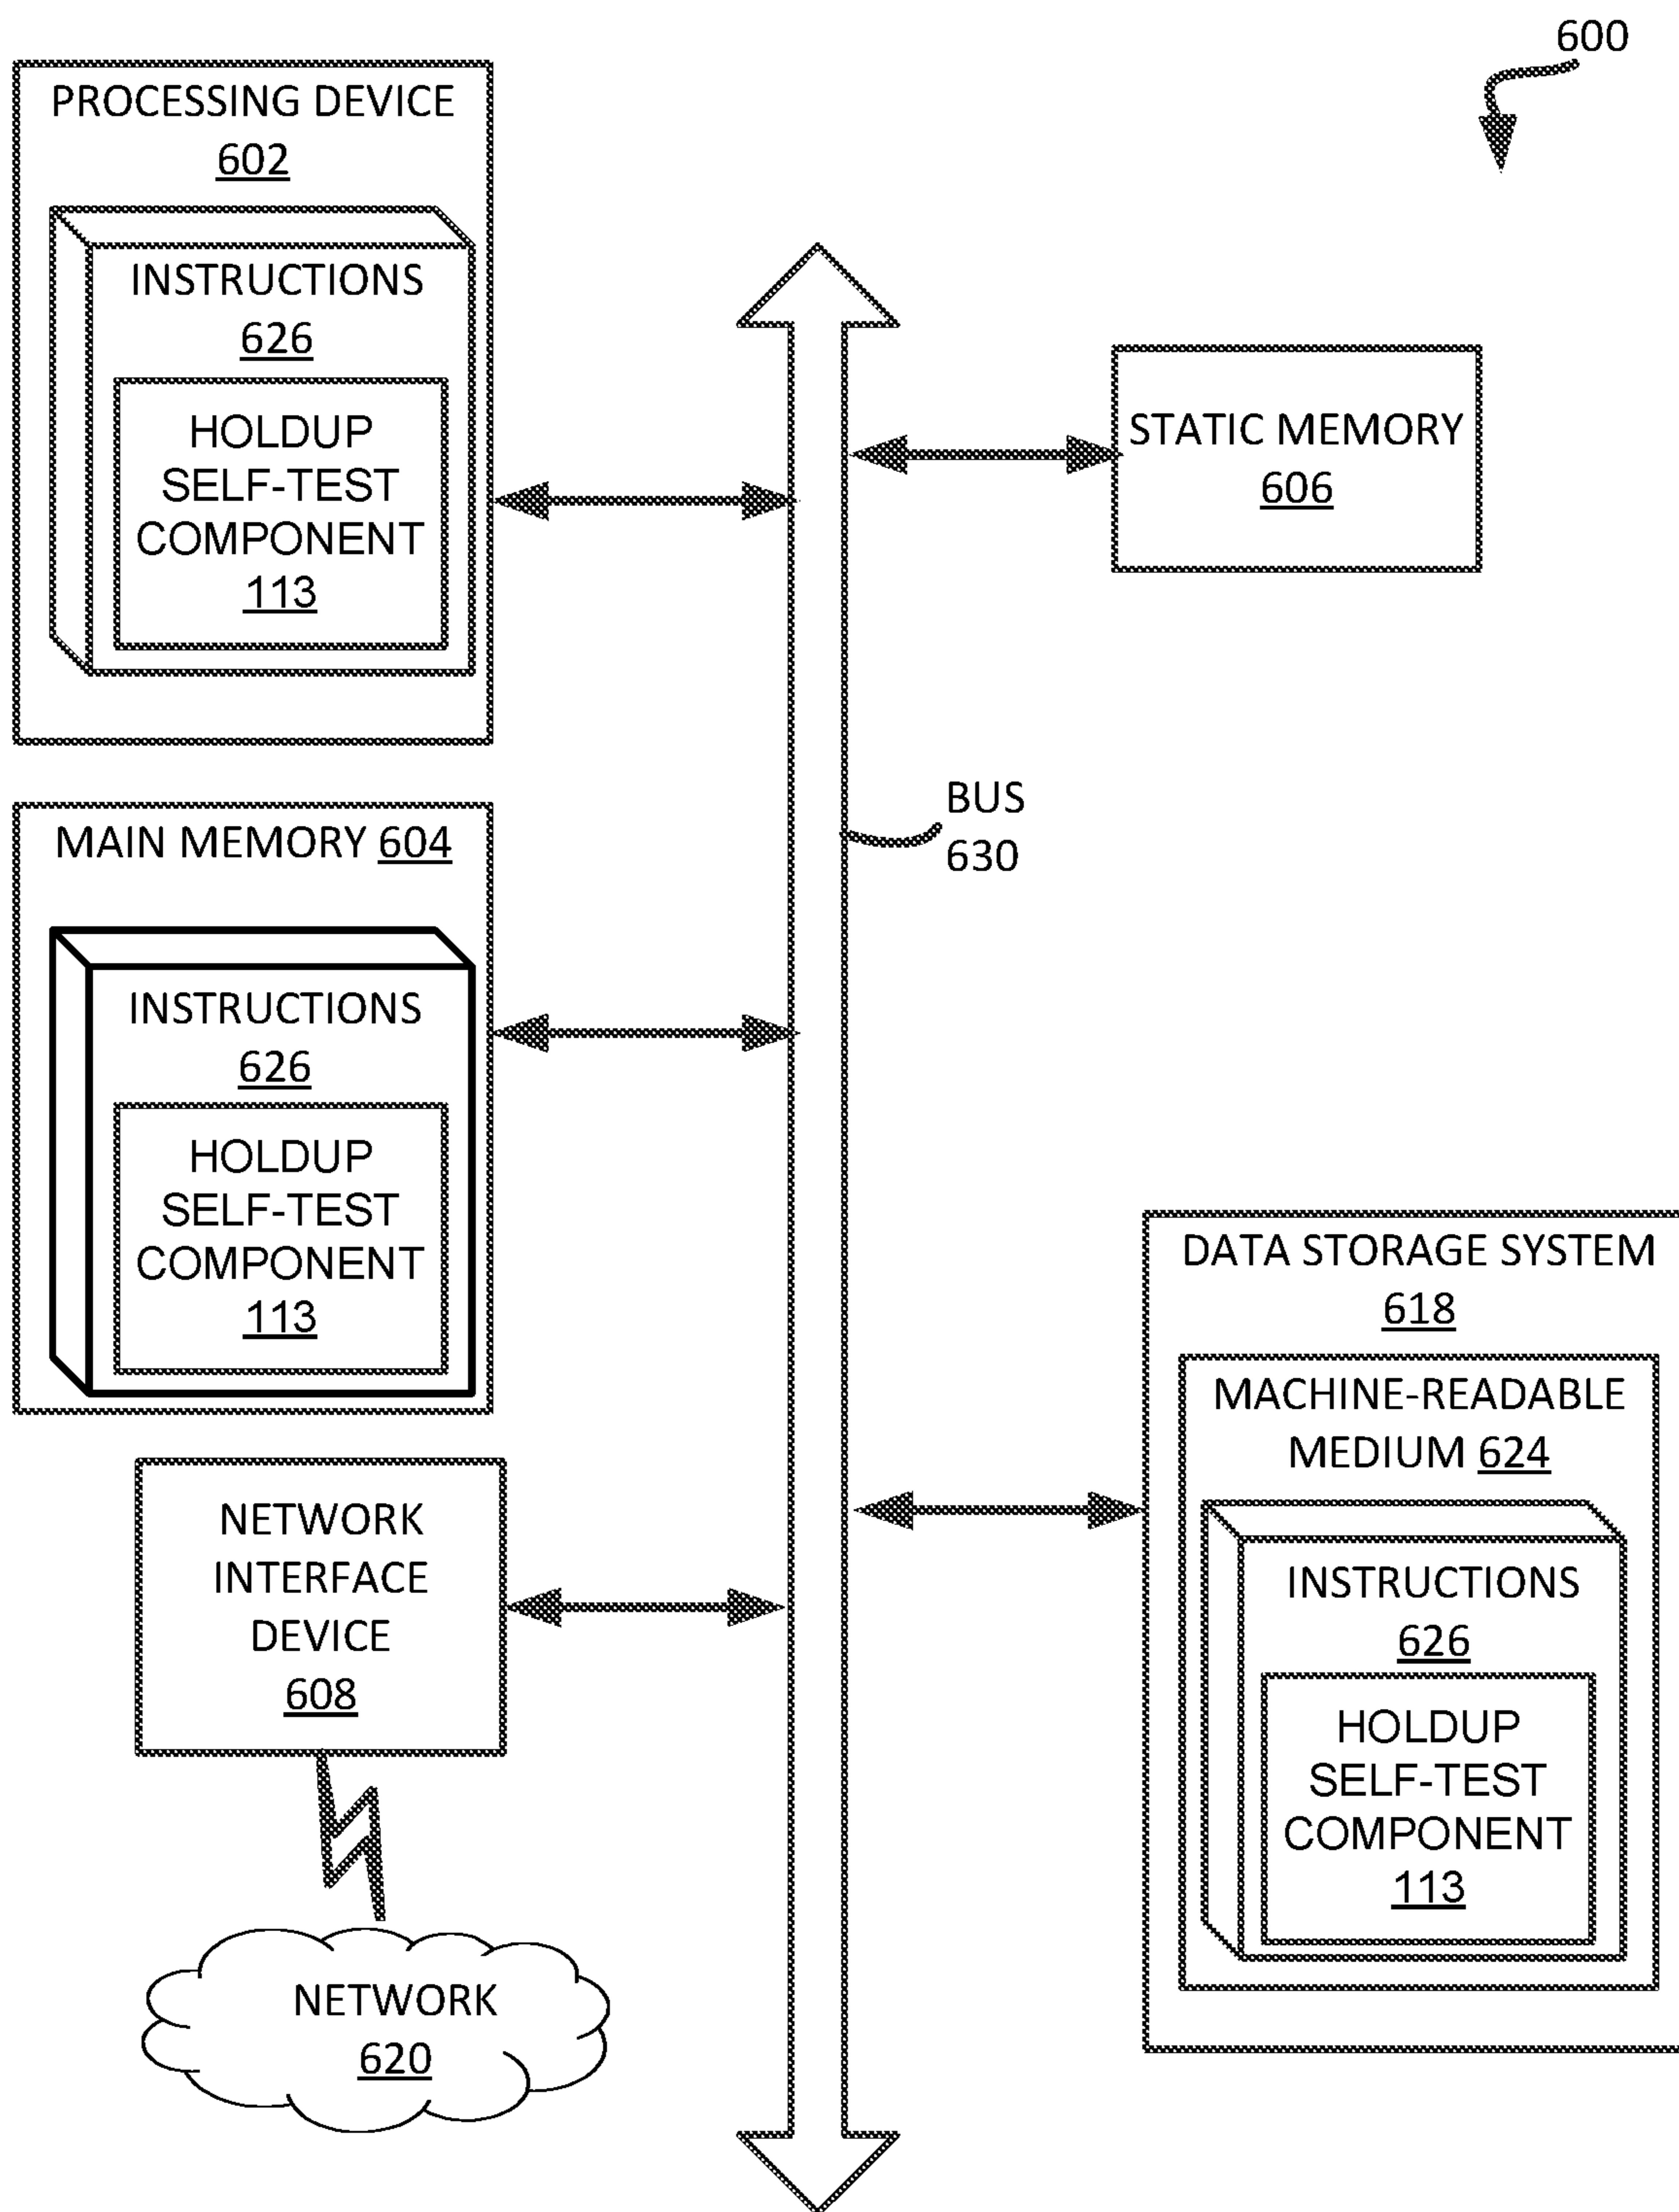 600
PROCESSING DEVICE
602
INSTRUCTIONS
626
HOLDUP
SELF-TEST
COMPONENT
113
STATIC MEMORY
606
BUS
630
MAIN MEMORY 604
INSTRUCTIONS
626
HOLDUP
SELF-TEST
COMPONENT
113
DATA STORAGE SYSTEM
618
MACHINE-READABLE
MEDIUM 624
INSTRUCTIONS
626
HOLDUP
SELF-TEST
COMPONENT
113
NETWORK
INTERFACE
DEVICE
608
NETWORK
620